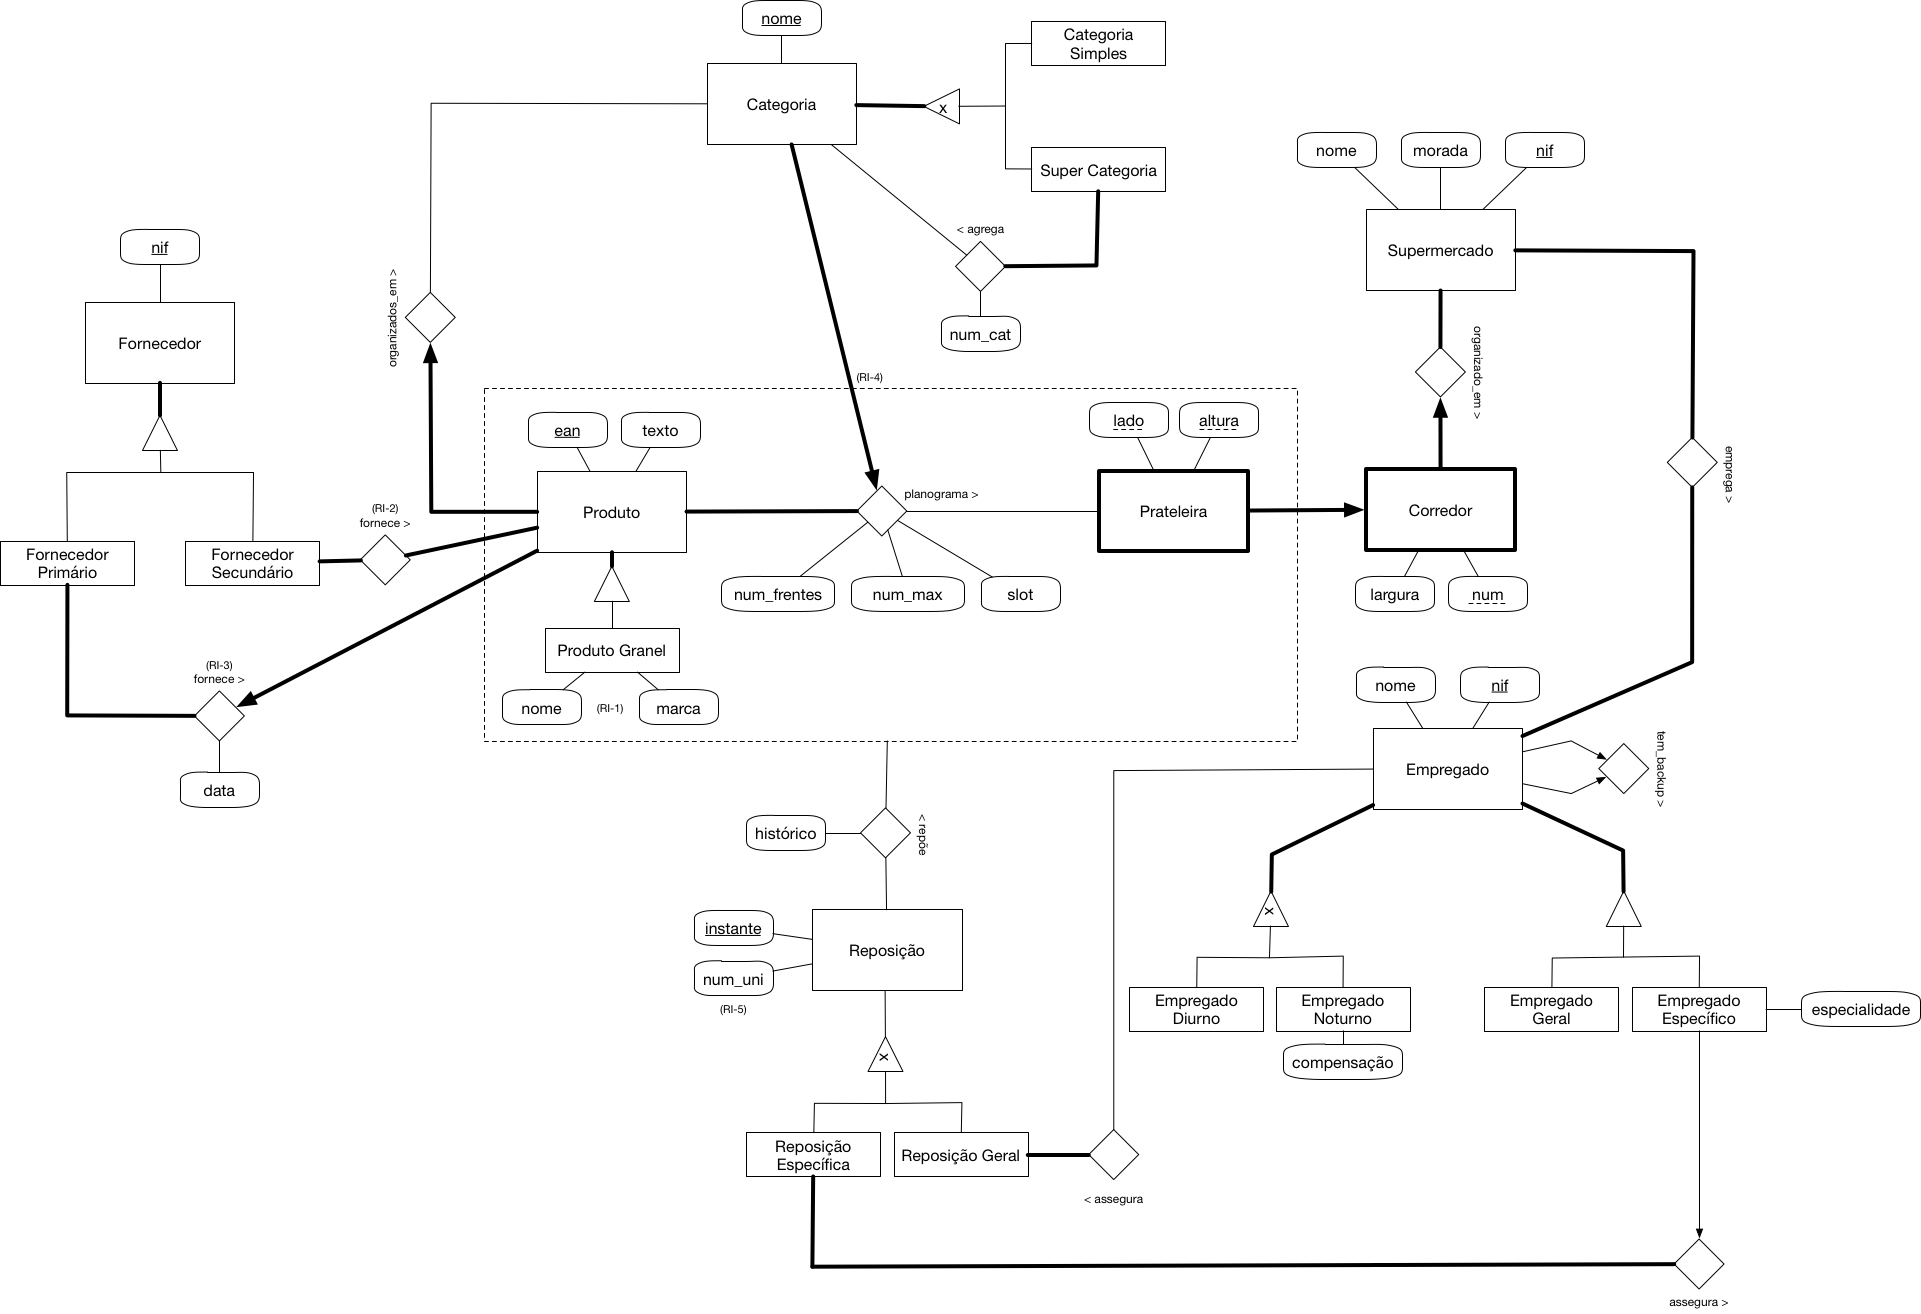 nome
Categoria
Simples
Categoria
x
Super Categoria
nome
morada
nif
Supermercado
< agrega
num_cat
nif
Fornecedor
organizados_em >
organizado_em >
(RI-4)
ean
texto
lado
altura
Produto
planograma >
Prateleira
Corredor
emprega >
(RI-2)
fornece >
Fornecedor
Primário
Fornecedor
Secundário
num_frentes
num_max
slot
largura
num
Produto Granel
(RI-3)
fornece >
nome
(RI-1)
marca
nome
nif
data
Empregado
tem_backup >
histórico
< repõe
instante
Reposição
num_uni
(RI-5)
x
x
Empregado
Diurno
Empregado
Noturno
Empregado
Geral
Empregado
Específico
especialidade
compensação
Reposição
Específica
Reposição Geral
< assegura
assegura >